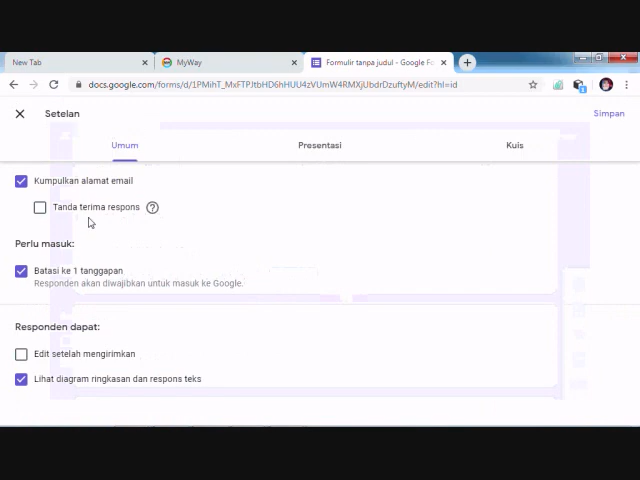 New Tab
MyWay
Formulir tanpa judul - Google Fo
docs.google.com/forms/d/1PMihT_MxFTPJtbHD6hHUU4zVUmW4RMXjUbdrDzuftyM/edit?hl=id
Setelan
Simpan
Umum
Presentasi
Kuis
Kumpulkan alamat email
Tanda terima respons
Perlu masuk:
Batasi ke 1 tanggapan
Responden akan diwajibkan untuk masuk ke Google.
Responden dapat:
Edit setelah mengirimkan
Lihat diagram ringkasan dan respons teks